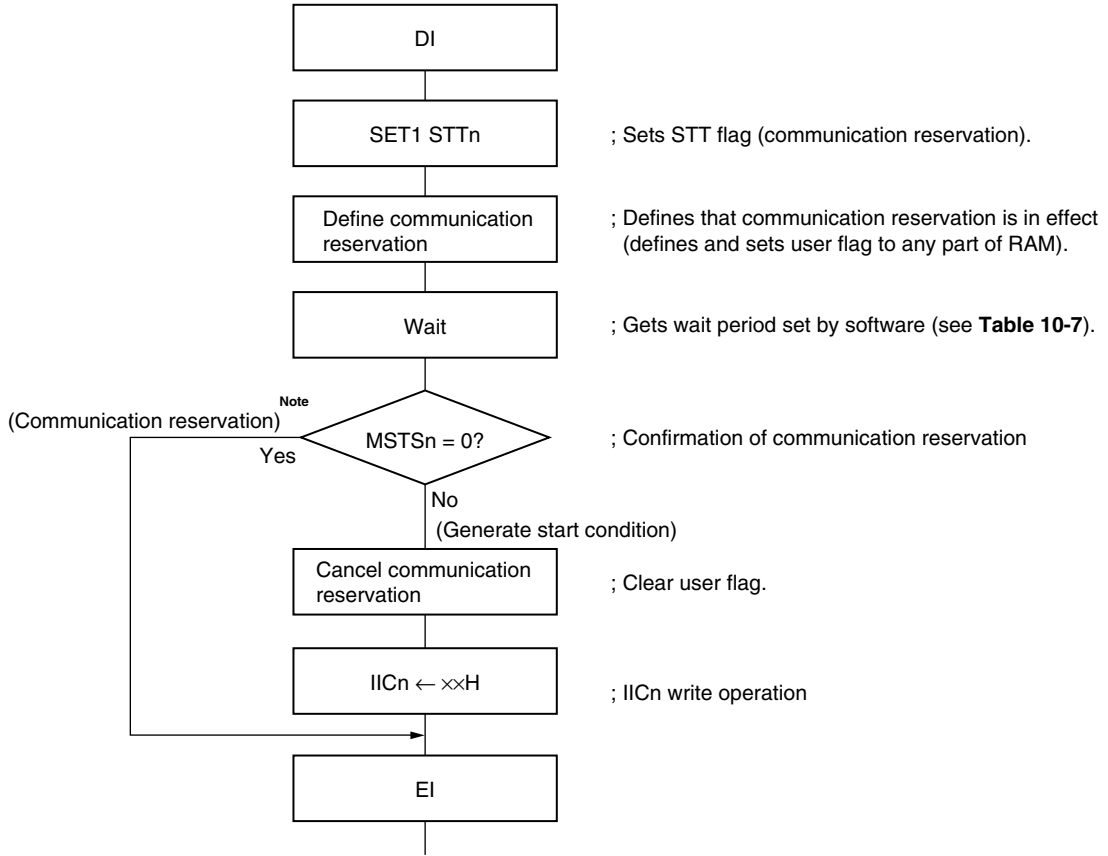 DI
SET1 STTn
; Sets STT flag (communication reservation).
Define communication
reservation
; Defines that communication reservation is in effect
(defines and sets user flag to any part of RAM).
Wait
; Gets wait period set by software (see Table 10-7).
(Communication reservation)Note
MSTSn = 0?
; Confirmation of communication reservation
Yes
No
(Generate start condition)
Cancel communication
reservation
; Clear user flag.
IICn ← ××H
; IICn write operation
EI